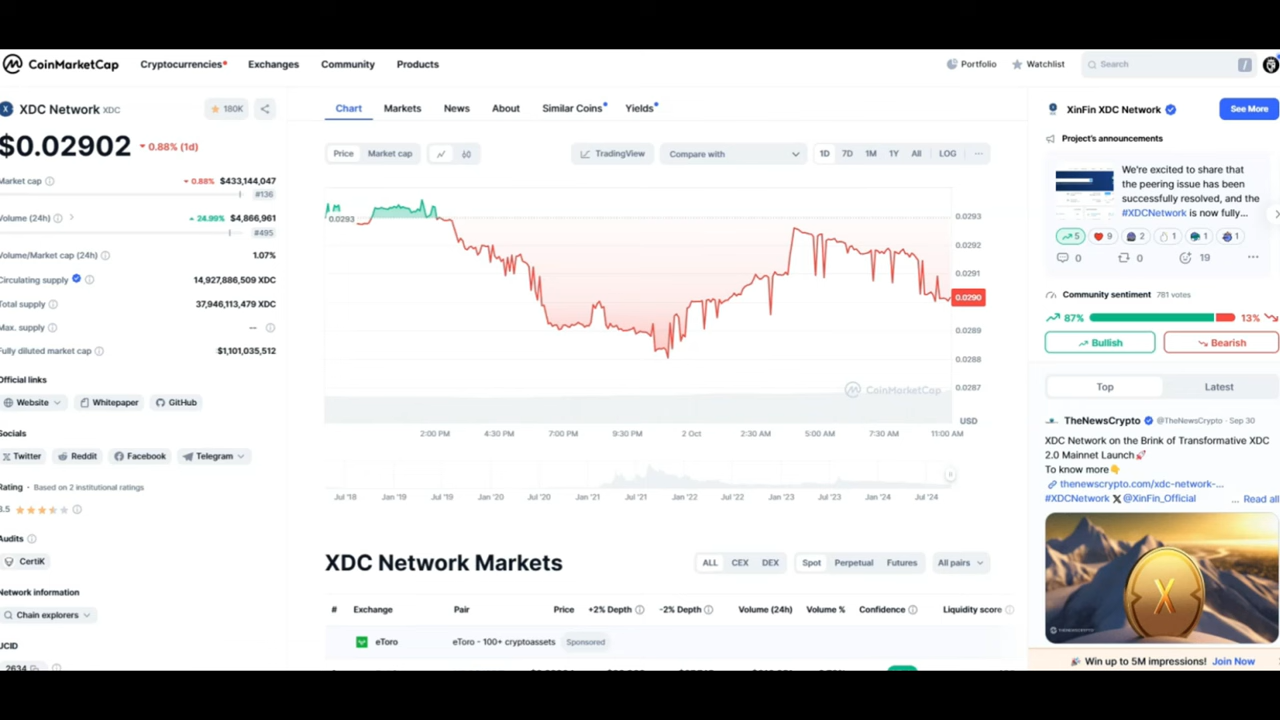 CoinMarketCap
Cryptocurrencies Exchanges Community Products
Portfolio Watchlist Search /
XDC Network XDC 180K
$0.02902 0.88% (1d)
Market cap 0.88% $433,144,047
#136
Volume (24h) 24.99% $4,866,961
#495
Volume/Market cap (24h) 1.07%
Circulating supply 14,927,886,509 XDC
Total supply 37,946,113,479 XDC
Max. supply --
Fully diluted market cap $1,101,035,512
Official links
Website Whitepaper GitHub
Socials
Twitter Reddit Facebook Telegram
Rating · Based on 2 institutional ratings
3.5
Audits
CertiK
Network information
Chain explorers
UCID
2634
Chart Markets News About Similar Coins Yields
Price Market cap TradingView Compare with 1D 7D 1M 1Y All LOG ...
0.0293
0.0293
0.0292
0.0291
0.0290
0.0289
0.0288
0.0287
CoinMarketCap
USD
2:00 PM 4:30 PM 7:00 PM 9:30 PM 2 Oct 2:30 AM 5:00 AM 7:30 AM 11:00 AM
Jul '18 Jan '19 Jul '19 Jan '20 Jul '20 Jan '21 Jul '21 Jan '22 Jul '22 Jan '23 Jul '23 Jan '24 Jul '24
XDC Network Markets
ALL CEX DEX Spot Perpetual Futures All pairs
# Exchange Pair Price +2% Depth -2% Depth Volume (24h) Volume % Confidence Liquidity score
eToro eToro - 100+ cryptoassets Sponsored
XinFin XDC Network See More
Project's announcements
We're excited to share that
the peering issue has been
successfully resolved, and the
#XDCNetwork is now fully...
5 9 2 1 1 1
0 0 19 ...
Community sentiment 781 votes
87% 13%
Bullish Bearish
Top Latest
TheNewsCrypto @TheNewsCrypto · Sep 30
XDC Network on the Brink of Transformative XDC
2.0 Mainnet Launch🚀
To know more👇
thenewscrypto.com/xdc-network-...
#XDCNetwork X @XinFin_Official ... Read all
X
THENEWSCRYPTO
Win up to 5M impressions! Join Now